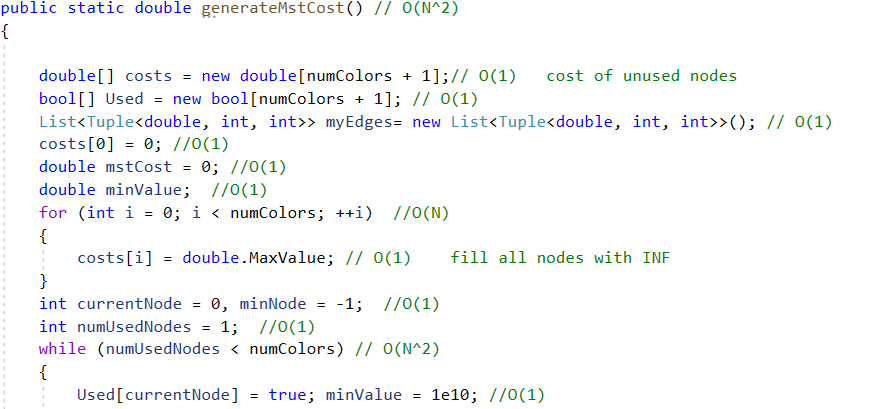 public static double generateMstCost() // O(N^2)
{
double[] costs = new double[numColors + 1];// O(1)   cost of unused nodes
bool[] Used = new bool[numColors + 1]; // O(1)
List<Tuple<double, int, int>> myEdges= new List<Tuple<double, int, int>>(); // O(1)
costs[0] = 0; //O(1)
double mstCost = 0; //O(1)
double minValue;  //O(1)
for (int i = 0; i < numColors; ++i)  //O(N)
{
costs[i] = double.MaxValue; // O(1)    fill all nodes with INF
}
int currentNode = 0, minNode = -1;  //O(1)
int numUsedNodes = 1;  //O(1)
while (numUsedNodes < numColors) // O(N^2)
{
Used[currentNode] = true; minValue = 1e10; //O(1)